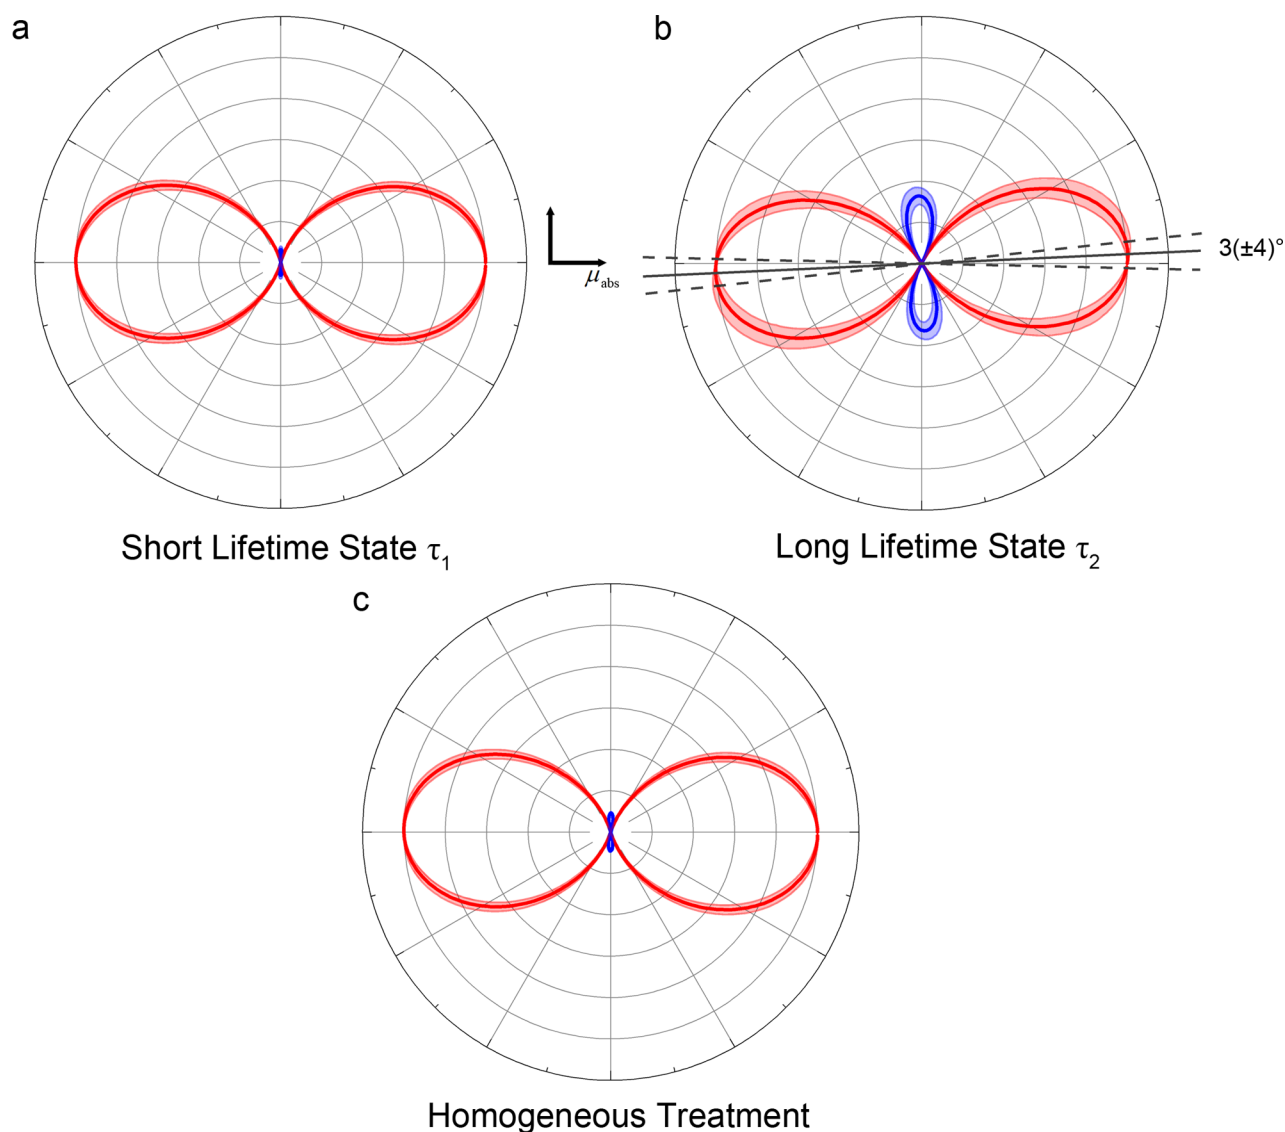 a
b
μabs
3(±4)°
Short Lifetime State τ1
Long Lifetime State τ2
c
Homogeneous Treatment